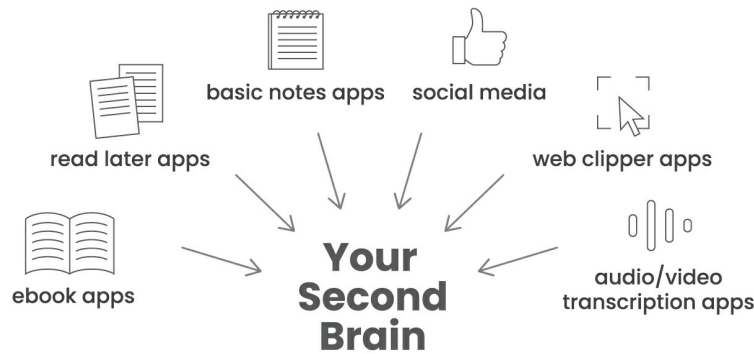 basic notes apps
social media
read later apps
web clipper apps
ebook apps
audio/video
transcription apps
Your
Second
Brain